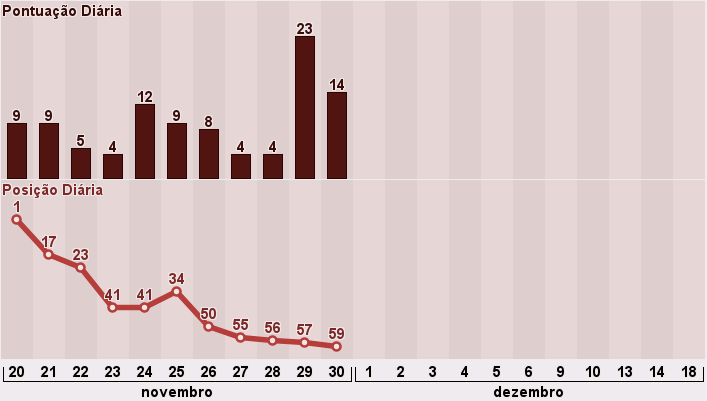 Pontuação Diária
9 9 5 4 12 9 8 4 4 23 14
Posição Diária
1 17 23 41 41 34 50 55 56 57 59
20 21 22 23 24 25 26 27 28 29 30 1 2 3 4 5 6 9 10 13 14 18
novembro dezembro